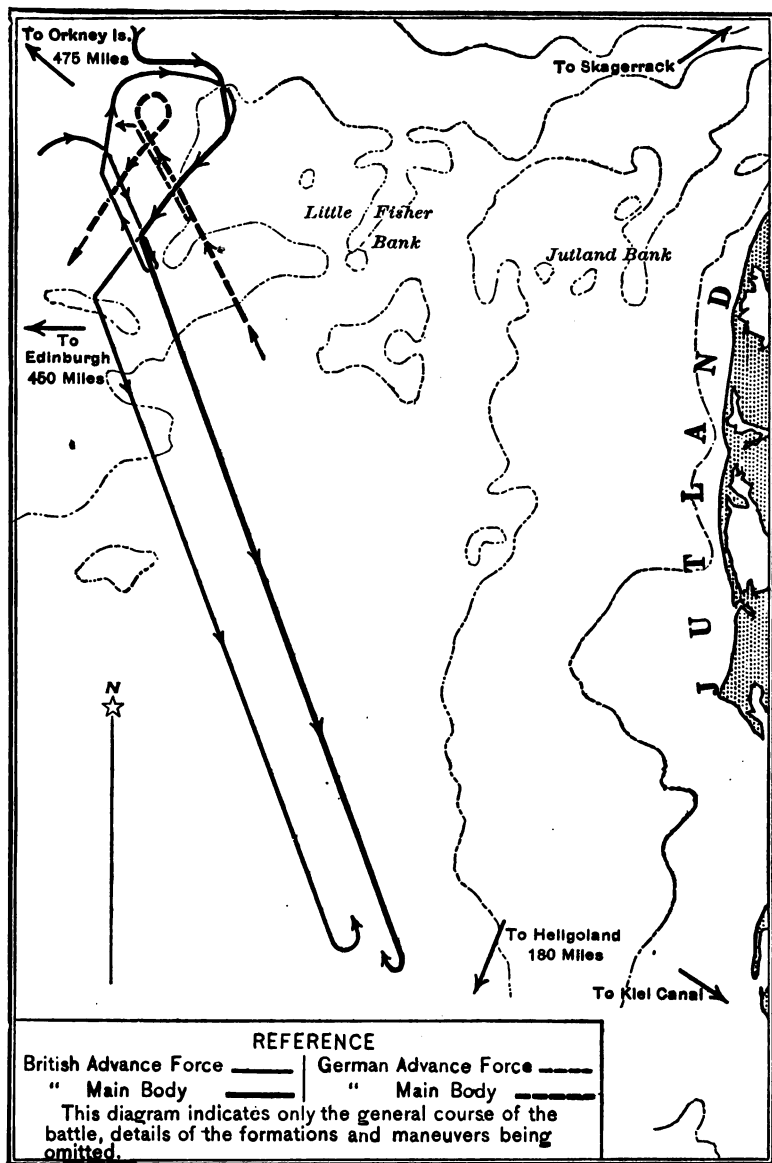 To Orkney Is.
475 Miles
To Skagerrack
Little Fisher
Bank
Jutland Bank
To
Edinburgh
450 Miles
JUTLAND
N
To Heligoland
180 Miles
To Kiel Canal
REFERENCE
British Advance Force
" Main Body
German Advance Force
" Main Body
This diagram indicates only the general course of the
battle, details of the formations and maneuvers being
omitted.